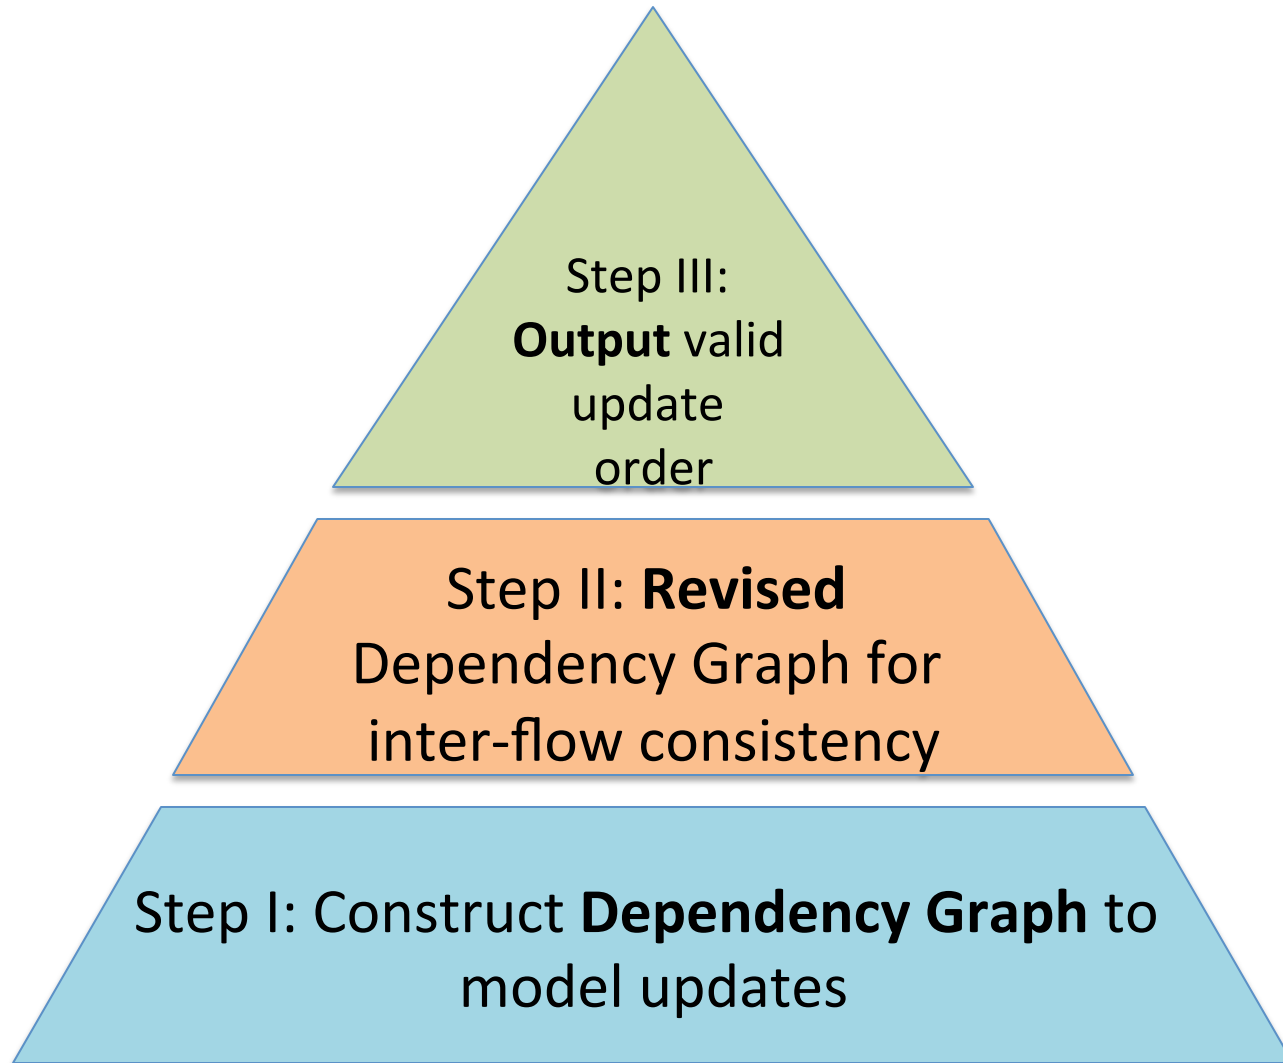 Step III:
Output valid
update
order
Step II: Revised
Dependency Graph for
inter-flow consistency
Step I: Construct Dependency Graph to
model updates